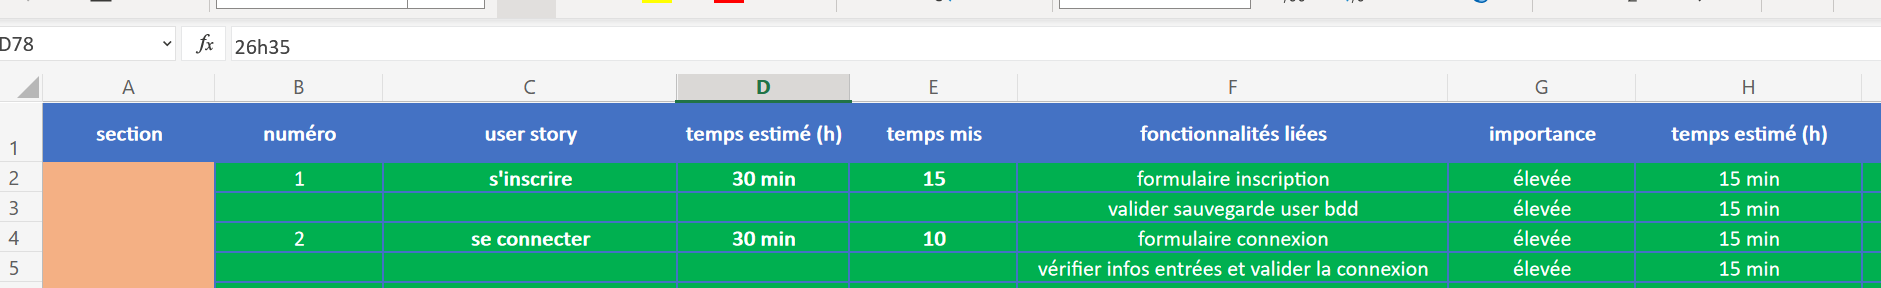 D78 fx 26h35
A B C D E F G H
1 section numéro user story temps estimé (h) temps mis fonctionnalités liées importance temps estimé (h)
2 1 s'inscrire 30 min 15 formulaire inscription élevée 15 min
3 valider sauvegarde user bdd élevée 15 min
4 2 se connecter 30 min 10 formulaire connexion élevée 15 min
5 vérifier infos entrées et valider la connexion élevée 15 min